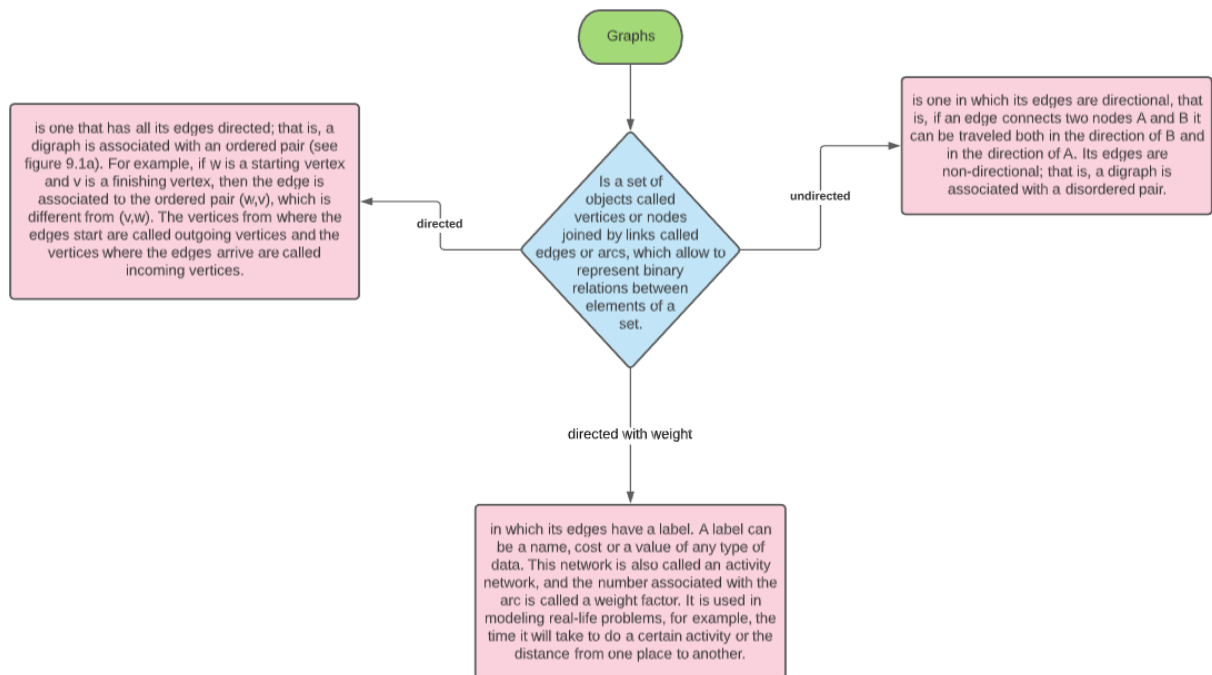 Graphs
Is a set of
objects called
vertices or nodes
joined by links called
edges or arcs, which allow to
represent binary
relations between
elements of a
set.
directed
is one that has all its edges directed; that is, a
digraph is associated with an ordered pair (see
figure 9.1a). For example, if w is a starting vertex
and v is a finishing vertex, then the edge is
associated to the ordered pair (w,v), which is
different from (v,w). The vertices from where the
edges start are called outgoing vertices and the
vertices where the edges arrive are called
incoming vertices.
undirected
is one in which its edges are directional, that
is, if an edge connects two nodes A and B it
can be traveled both in the direction of B and
in the direction of A. Its edges are
non-directional; that is, a digraph is
associated with a disordered pair.
directed with weight
in which its edges have a label. A label can
be a name, cost or a value of any type of
data. This network is also called an activity
network, and the number associated with the
arc is called a weight factor. It is used in
modeling real-life problems, for example, the
time it will take to do a certain activity or the
distance from one place to another.